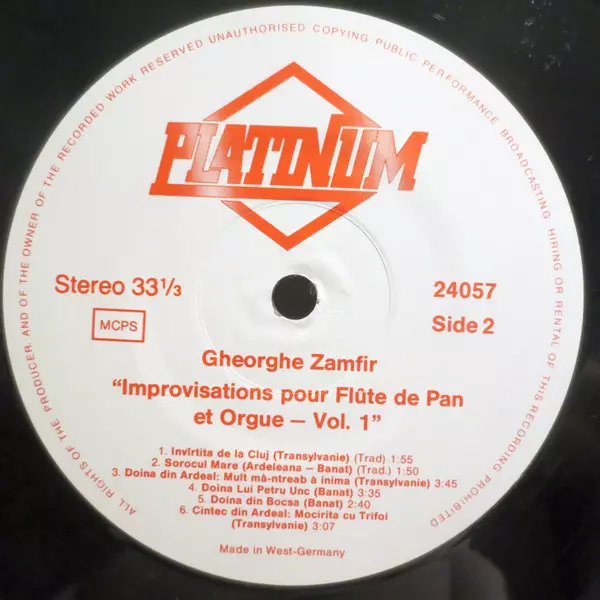 ALL RIGHTS OF THE PRODUCER, AND OF THE OWNER OF THE RECORDED WORK RESERVED UNAUTHORISED COPYING PUBLIC PERFORMANCE BROADCASTING HIRING OR RENTAL OF THIS RECORDING PROHIBITED
PLATINUM
Stereo 33 1/3
24057
MCPS
Side 2
Gheorghe Zamfir
“Improvisations pour Flûte de Pan
et Orgue – Vol. 1”
1. Invîrtita de la Cluj (Transylvanie) (Trad) 1:55
2. Sorocul Mare (Ardeleana – Banat) (Trad.) 1:50
3. Doina din Ardeal: Mult mà-ntreab à inima (Transylvanie) 3:45
4. Doina Lui Petru Unc (Banat) 3:35
5. Doina din Bocsa (Banat) 2:40
6. Cintec din Ardeal: Mocirita cu Trifoi
(Transylvanie) 3:07
Made in West-Germany